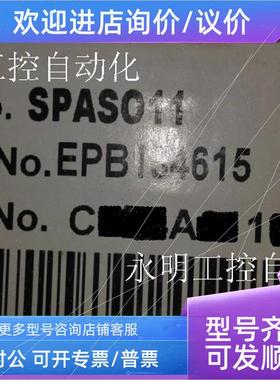 欢迎进店询价/议价
工控自动化
. SPASO11
No.EPB134615
No. C A 1
永明工控自
更多型号咨询店铺客服
对公 可开专票/普票
型号齐
可发顺